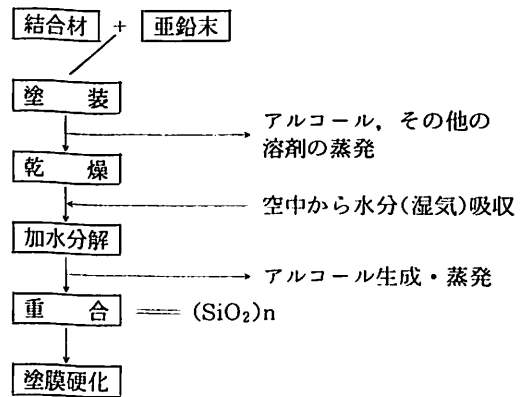 結合材 + 亜鉛末
塗装
アルコール，その他の
溶剤の蒸発
乾燥
空中から水分(湿気)吸収
加水分解
アルコール生成・蒸発
重合 (SiO₂)n
塗膜硬化